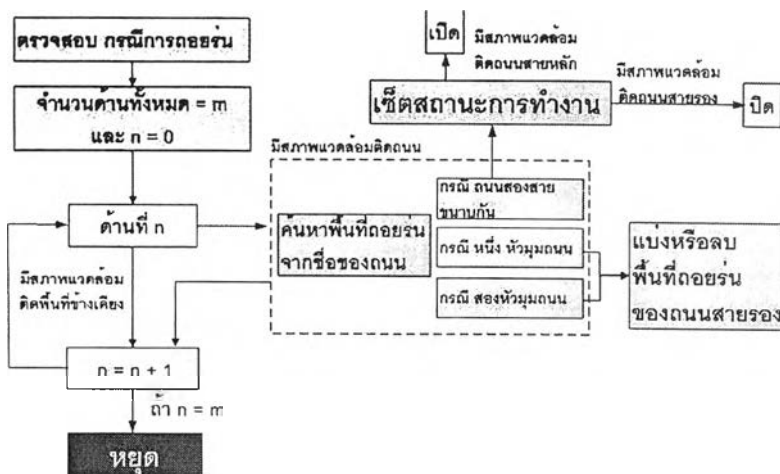 ตรวจสอบ กรณีการถอยร่น
จำนวนด้านทั้งหมด = m
และ n = 0
ด้านที่ n
มีสภาพแวดล้อม
ติดพื้นที่ข้างเคียง
n = n + 1
ถ้า n = m
หยุด
มีสภาพแวดล้อมติดถนน
ค้นหาพื้นที่ถอยร่น
จากชื่อของถนน
กรณี ถนนสองสาย
ขนานกัน
กรณี หนึ่ง หัวมุมถนน
กรณี สองหัวมุมถนน
เปิด
มีสภาพแวดล้อม
ติดถนนสายหลัก
เซ็ตสถานะการทำงาน
มีสภาพแวดล้อม
ติดถนนสายรอง
ปิด
แบ่งหรือลบ
พื้นที่ถอยร่น
ของถนนสายรอง